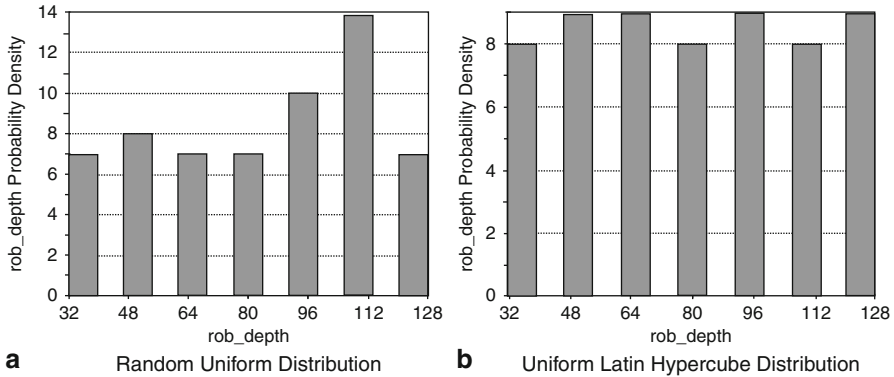 rob_depth Probability Density
14
12
10
8
6
4
2
0
32 48 64 80 96 112 128
rob_depth
a Random Uniform Distribution
rob_depth Probability Density
8
6
4
2
0
32 48 64 80 96 112 128
rob_depth
b Uniform Latin Hypercube Distribution